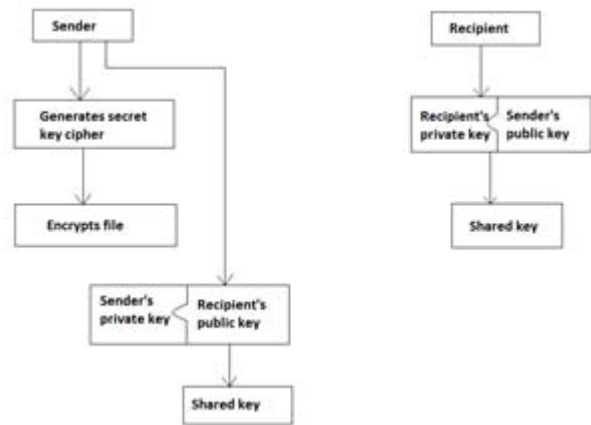 Sender
Generates secret
key cipher
Encrypts file
Sender's
private key
Recipient's
public key
Shared key
Recipient
Recipient's
private key
Sender's
public key
Shared key